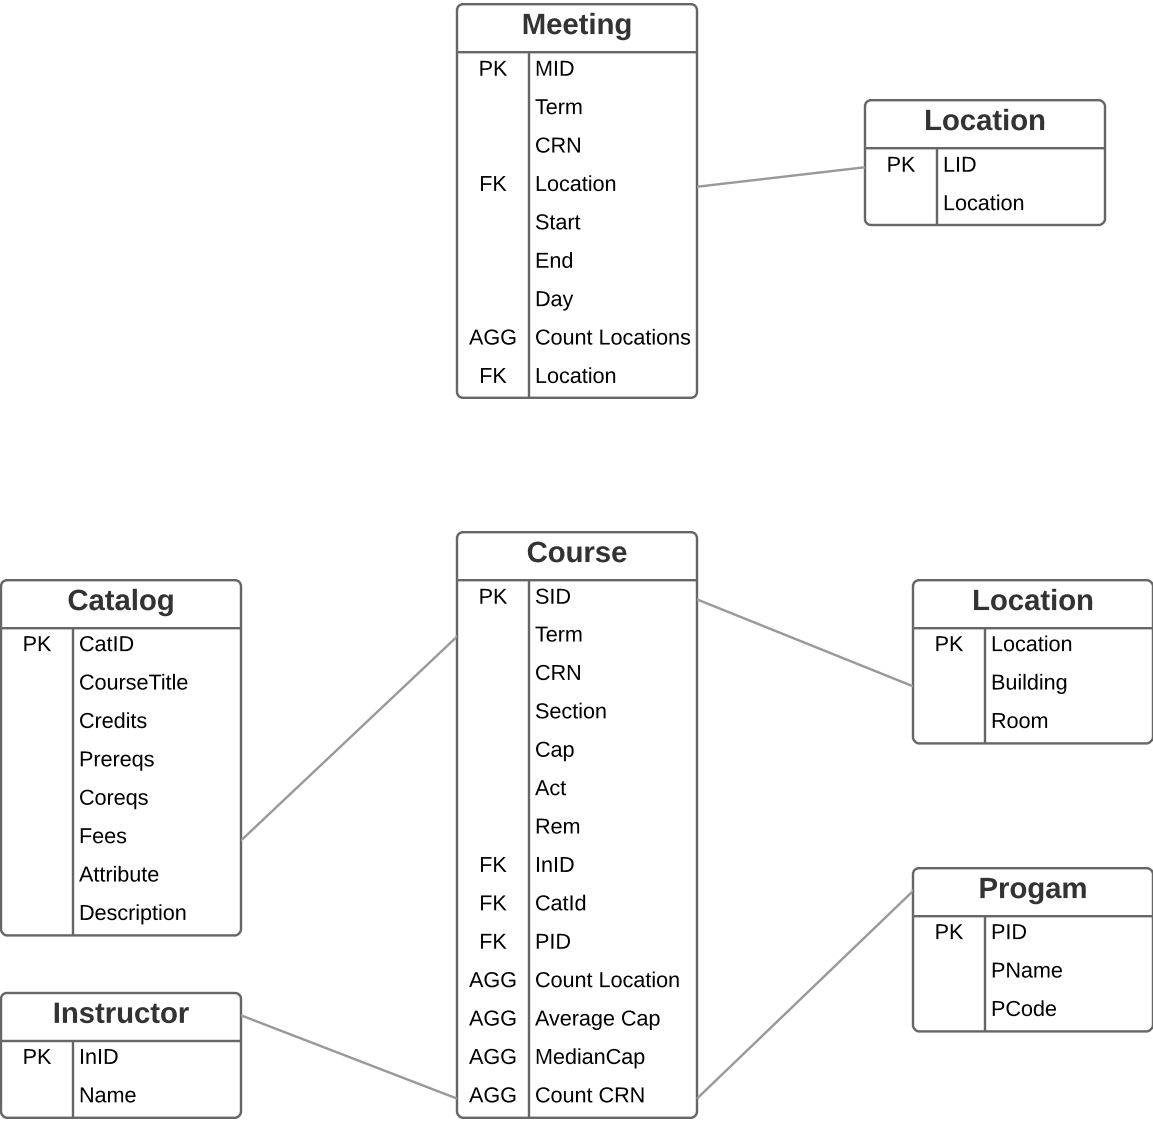 Meeting
PK MID
Term
CRN
FK Location
Start
End
Day
AGG Count Locations
FK Location
Location
PK LID
Location
Catalog
PK CatID
CourseTitle
Credits
Prereqs
Coreqs
Fees
Attribute
Description
Instructor
PK InID
Name
Course
PK SID
Term
CRN
Section
Cap
Act
Rem
FK InID
FK CatId
FK PID
AGG Count Location
AGG Average Cap
AGG MedianCap
AGG Count CRN
Location
PK Location
Building
Room
Progam
PK PID
PName
PCode